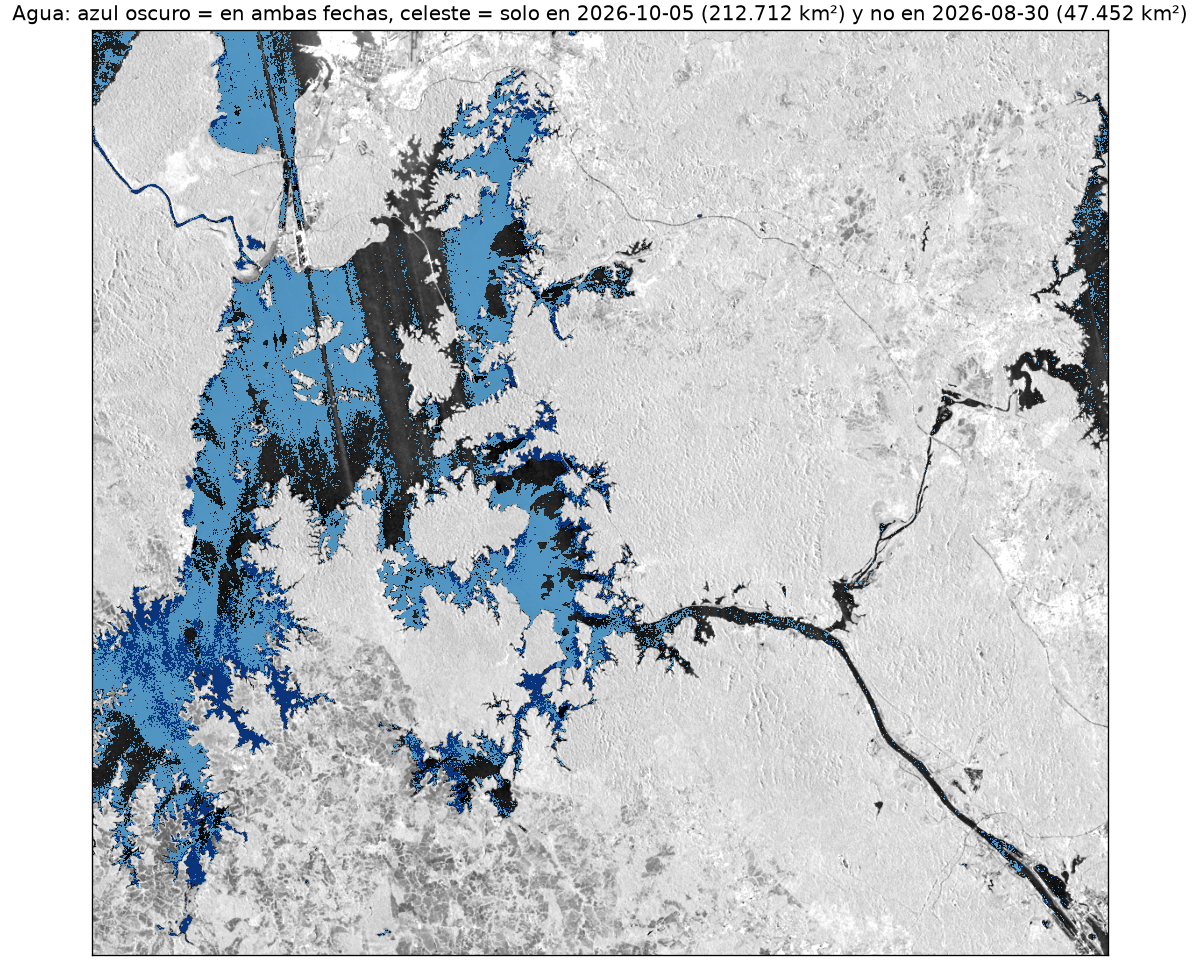 Agua: azul oscuro = en ambas fechas, celeste = solo en 2026-10-05 (212.712 km²) y no en 2026-08-30 (47.452 km²)